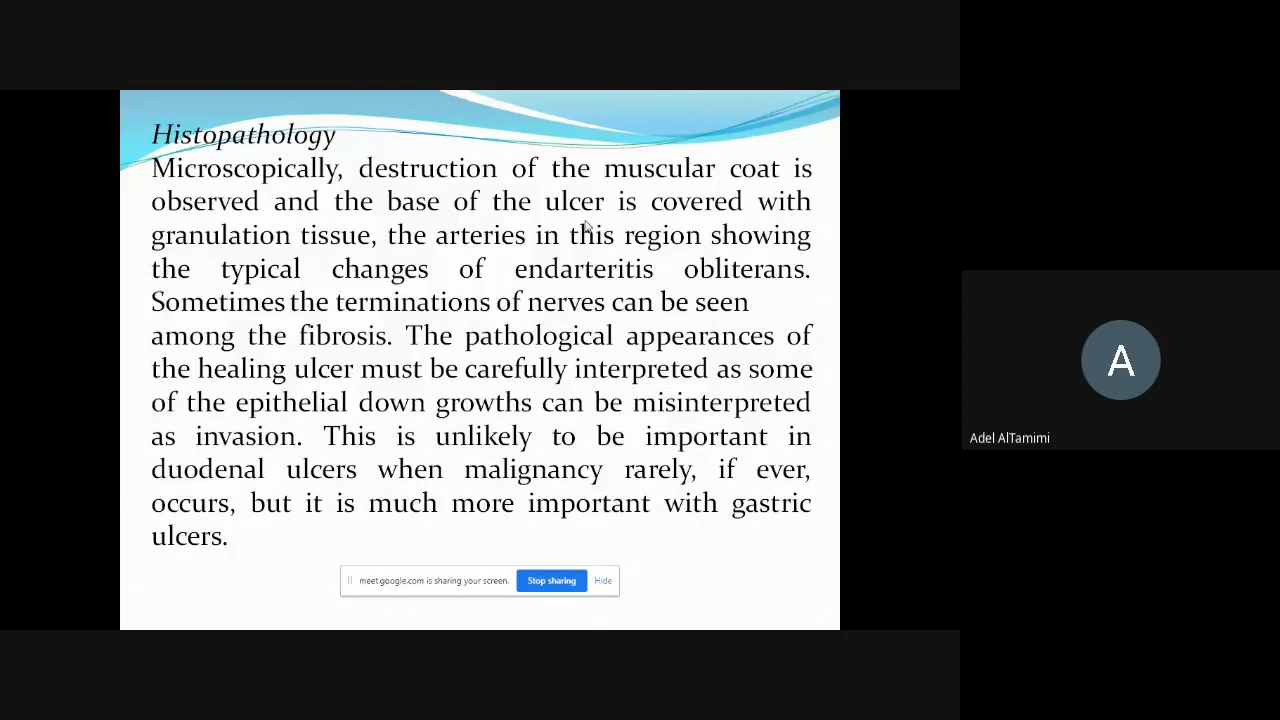 Histopathology
Microscopically, destruction of the muscular coat is
observed and the base of the ulcer is covered with
granulation tissue, the arteries in this region showing
the typical changes of endarteritis obliterans.
Sometimes the terminations of nerves can be seen
among the fibrosis. The pathological appearances of
the healing ulcer must be carefully interpreted as some
of the epithelial down growths can be misinterpreted
as invasion. This is unlikely to be important in
duodenal ulcers when malignancy rarely, if ever,
occurs, but it is much more important with gastric
ulcers.
meet.google.com is sharing your screen. Stop sharing Hide
A
Adel AlTamimi